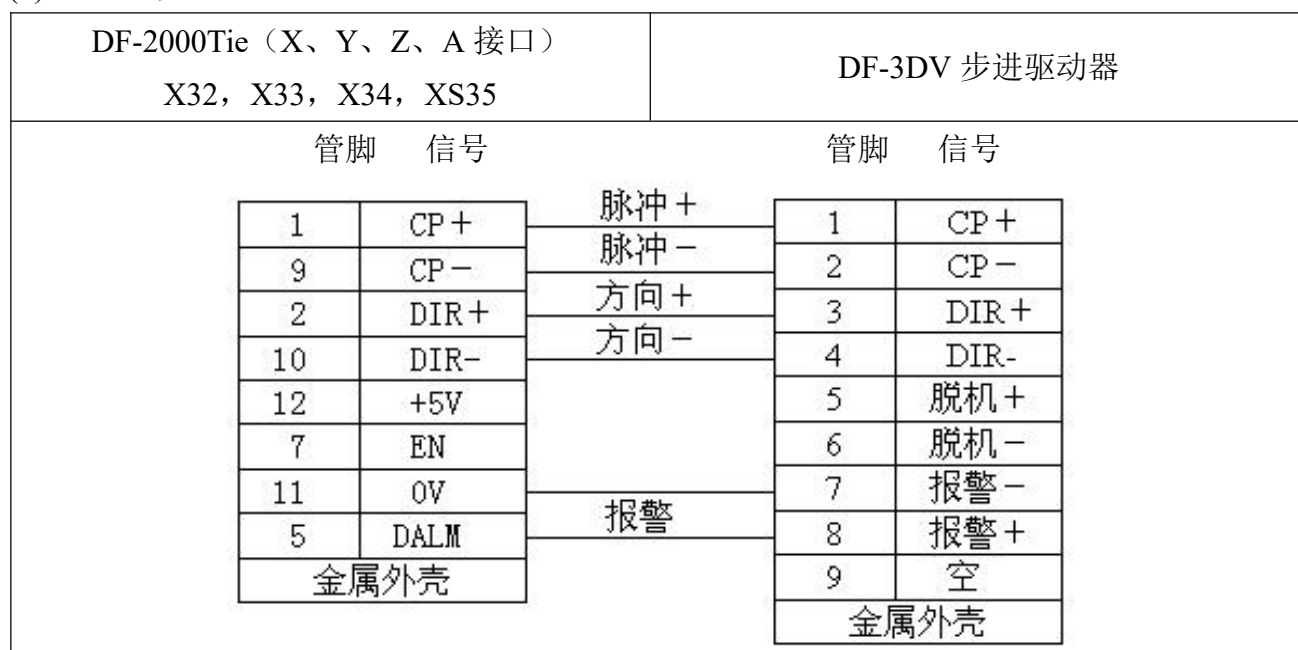 DF-2000Tie（X、Y、Z、A 接口）
X32，X33，X34，XS35
DF-3DV 步进驱动器
管脚 信号
管脚 信号
1 CP＋
9 CP－
2 DIR＋
10 DIR-
12 +5V
7 EN
11 0V
5 DALM
金属外壳
脉冲＋
脉冲－
方向＋
方向－
报警
1 CP＋
2 CP－
3 DIR＋
4 DIR-
5 脱机＋
6 脱机－
7 报警－
8 报警＋
9 空
金属外壳